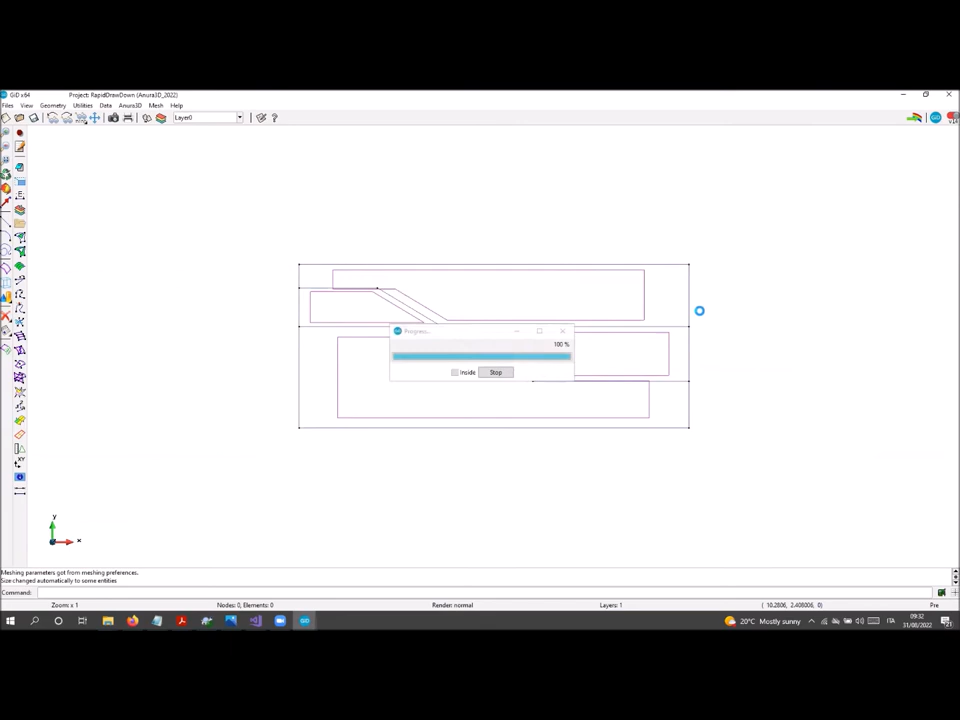 GiD x64 Project: RapidDrawDown (Anura3D_2022)
Files View Geometry Utilities Data Anura3D Mesh Help
Layer0
Progress...
100 %
Inside Stop
y
x
Meshing parameters got from meshing preferences.
Size changed automatically to some entities
Command:
Zoom: x 1 Nodes: 0, Elements: 0 Render: normal Layers: 1 ( 10.2806, 2.408006, 0) Pre
20°C Mostly sunny ITA 09:32
31/08/2022